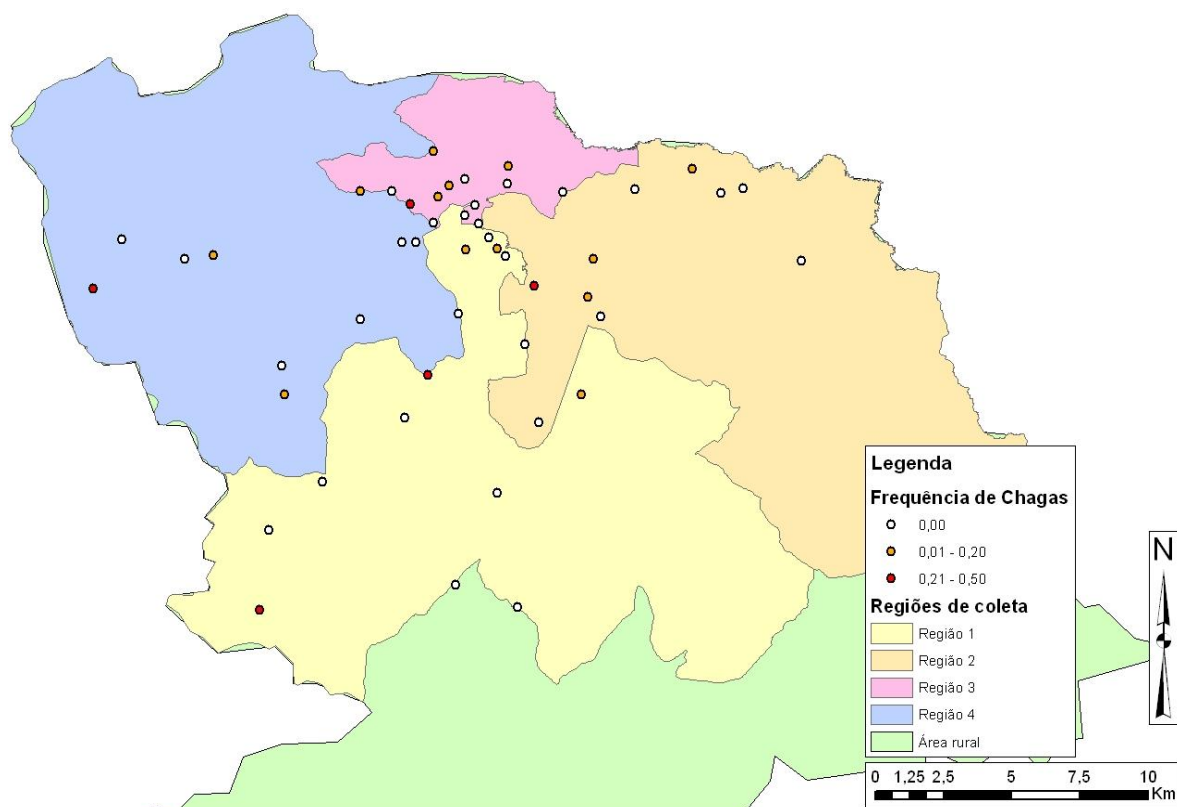 Legenda
Frequência de Chagas
0,00
0,01 - 0,20
0,21 - 0,50
Regiões de coleta
Região 1
Região 2
Região 3
Região 4
Área rural
N
0 1,25 2,5 5 7,5 10
Km